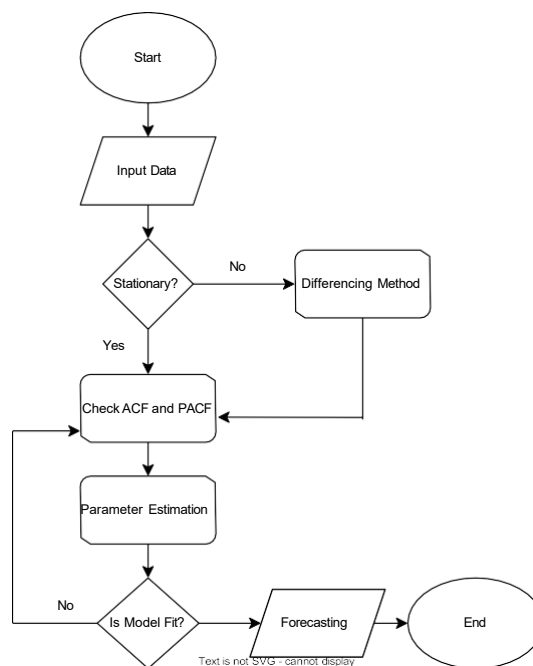 Start
Input Data
Stationary?
No
Differencing Method
Yes
Check ACF and PACF
Parameter Estimation
No
Is Model Fit?
Forecasting
End
Text is not SVG - cannot display